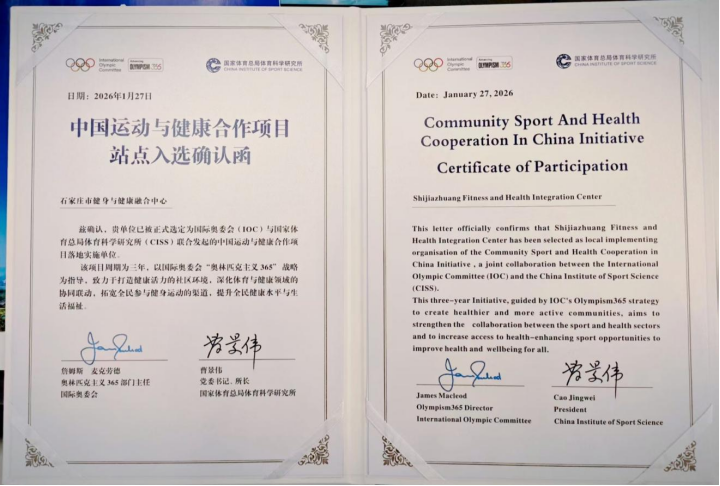 International
Olympic
Committee
OLYMPISM 365
国家体育总局体育科学研究所
CHINA INSTITUTE OF SPORT SCIENCE
日期：2026年1月27日
中国运动与健康合作项目
站点入选确认函
石家庄市健身与健康融合中心
兹确认，贵单位已被正式选定为国际奥委会（IOC）与国家体
育总局体育科学研究所（CISS）联合发起的中国运动与健康合作项
目落地实施单位。
该项目周期为三年，以国际奥委会“奥林匹克主义365”战略
为指导，致力于打造健康活力的社区环境，深化体育与健康领域的
协同联动，拓宽全民参与健身运动的渠道，提升全民健康水平与生
活福祉。
曹景伟
詹姆斯 麦克劳德
奥林匹克主义365部门主任
国际奥委会
曹景伟
党委书记、所长
国家体育总局体育科学研究所
International
Olympic
Committee
OLYMPISM 365
国家体育总局体育科学研究所
CHINA INSTITUTE OF SPORT SCIENCE
Date: January 27, 2026
Community Sport And Health
Cooperation In China Initiative
Certificate of Participation
Shijiazhuang Fitness and Health Integration Center
This letter officially confirms that Shijiazhuang Fitness and
Health Integration Center has been selected as local implementing
organisation of the Community Sport and Health Cooperation in
China Initiative , a joint collaboration between the International
Olympic Committee (IOC) and the China Institute of Sport Science
(CISS).
This three-year Initiative, guided by IOC's Olympism365 strategy
to create healthier and more active communities, aims to
strengthen the collaboration between the sport and health sectors
and to increase access to health-enhancing sport opportunities to
improve health and wellbeing for all.
曹景伟
James Macleod
Olympism365 Director
International Olympic Committee
Cao Jingwei
President
China Institute of Sport Science